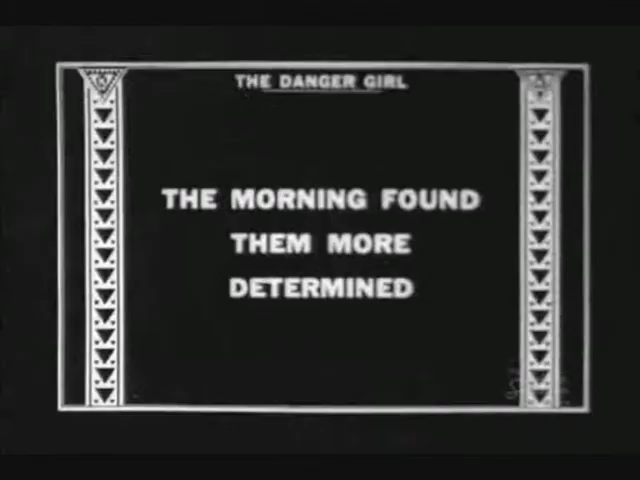 THE DANGER GIRL
THE MORNING FOUND
THEM MORE
DETERMINED